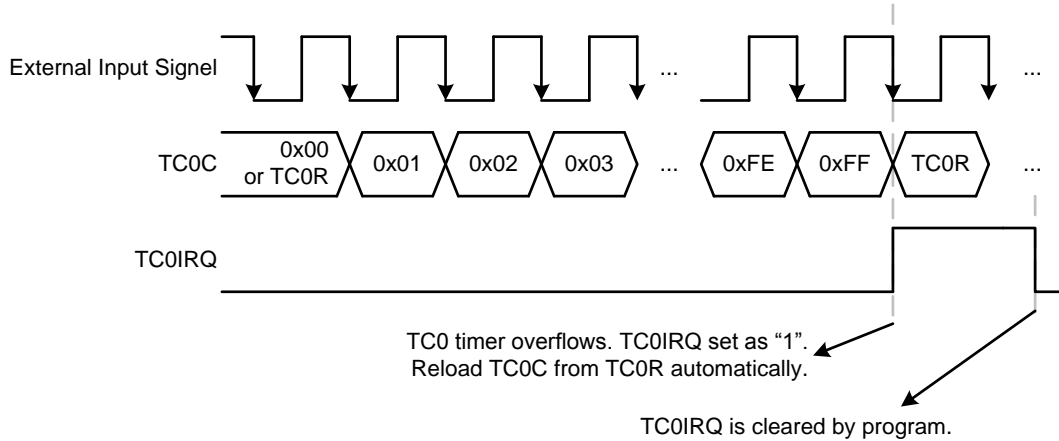 External Input Signel
... ...
TC0C
0x00
or TC0R
0x01 0x02 0x03 ... 0xFE 0xFF TC0R ...
TC0IRQ
TC0 timer overflows. TC0IRQ set as “1”.
Reload TC0C from TC0R automatically.
TC0IRQ is cleared by program.